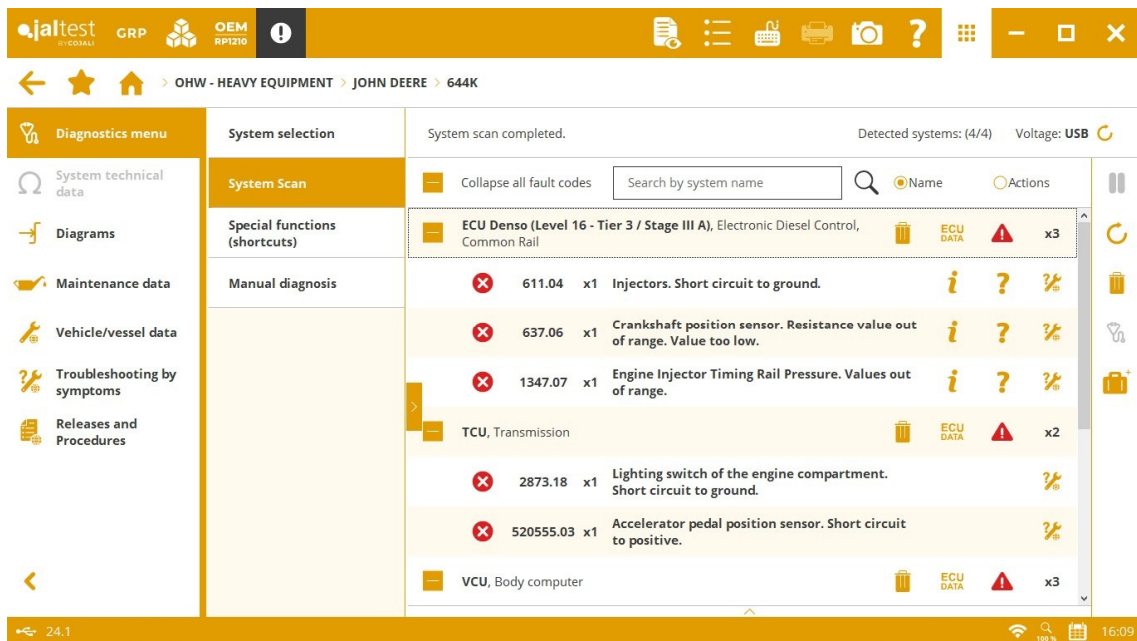 jaltest
BY COJALI
GRP
OEM
RP1210
?
OHW - HEAVY EQUIPMENT > JOHN DEERE > 644K
Diagnostics menu
System technical
data
Diagrams
Maintenance data
Vehicle/vessel data
Troubleshooting by
symptoms
Releases and
Procedures
System selection
System Scan
Special functions
(shortcuts)
Manual diagnosis
System scan completed.
Detected systems: (4/4)
Voltage: USB
Collapse all fault codes
Search by system name
Name
Actions
ECU Denso (Level 16 - Tier 3 / Stage III A), Electronic Diesel Control,
Common Rail
ECU
DATA
x3
611.04 x1 Injectors. Short circuit to ground.
i ?
637.06 x1 Crankshaft position sensor. Resistance value out
of range. Value too low.
i ?
1347.07 x1 Engine Injector Timing Rail Pressure. Values out
of range.
i ?
TCU, Transmission
ECU
DATA
x2
2873.18 x1 Lighting switch of the engine compartment.
Short circuit to ground.
520555.03 x1 Accelerator pedal position sensor. Short circuit
to positive.
VCU, Body computer
ECU
DATA
x3
24.1
100 %
16:09